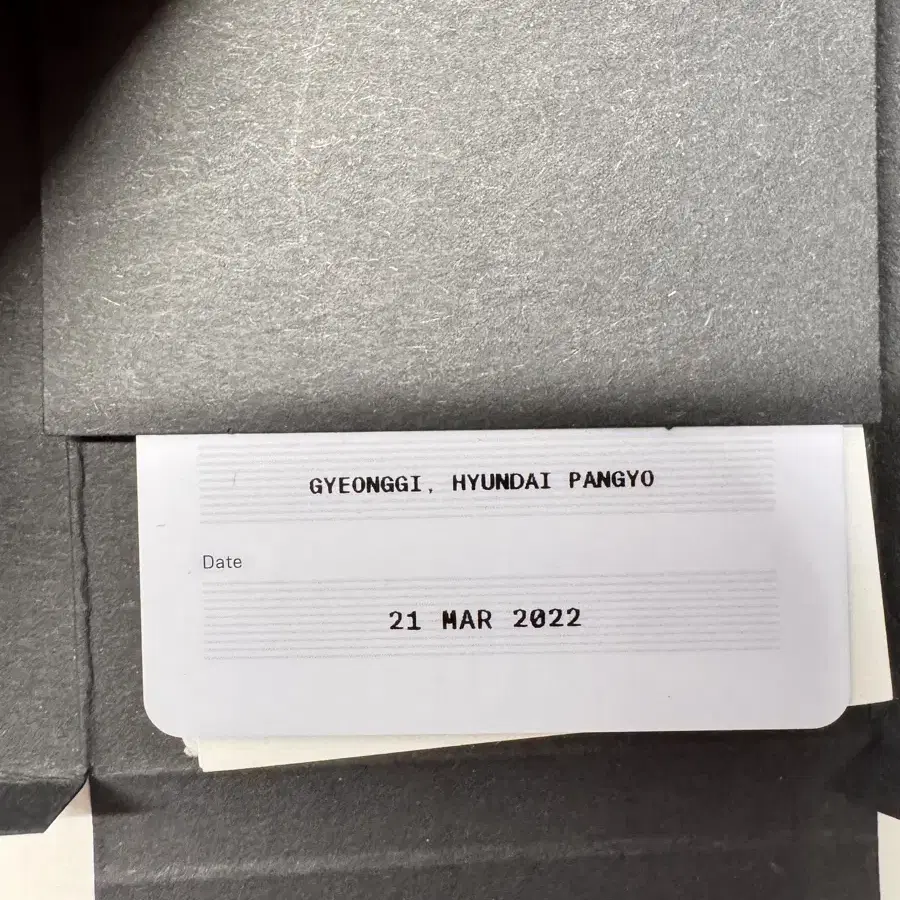 GYEONGGI, HYUNDAI PANGYO
Date
21 MAR 2022